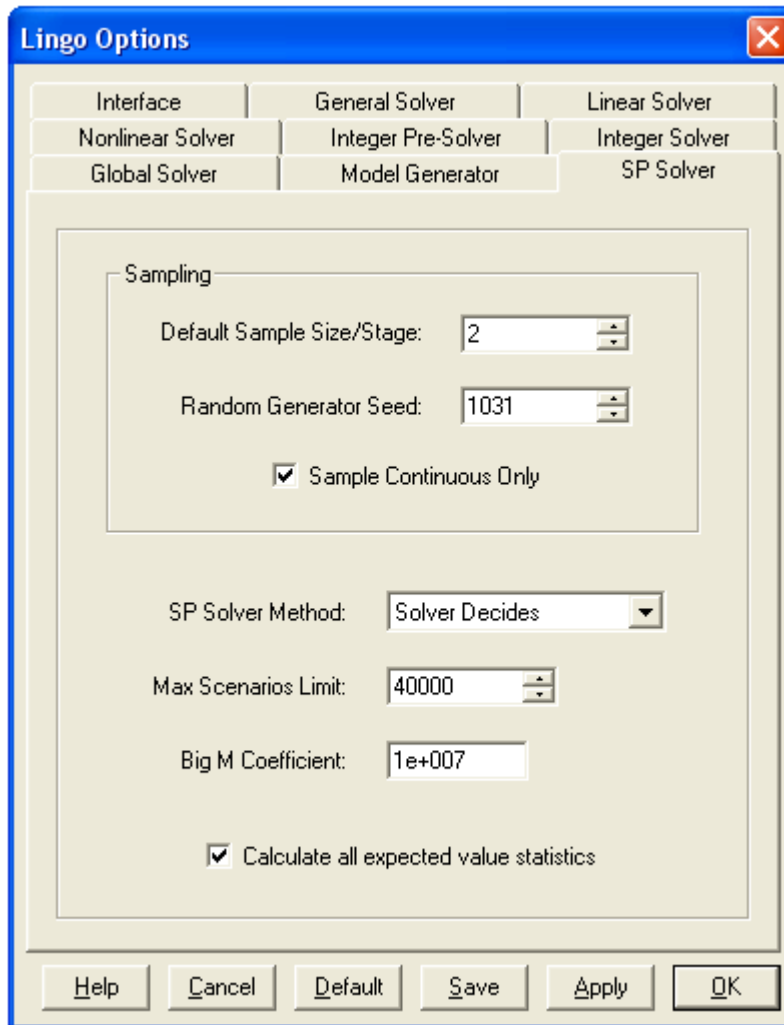 Lingo Options
Interface
General Solver
Linear Solver
Nonlinear Solver
Integer Pre-Solver
Integer Solver
Global Solver
Model Generator
SP Solver
Sampling
Default Sample Size/Stage: 2
Random Generator Seed: 1031
Sample Continuous Only
SP Solver Method: Solver Decides
Max Scenarios Limit: 40000
Big M Coefficient: 1e+007
Calculate all expected value statistics
Help
Cancel
Default
Save
Apply
OK